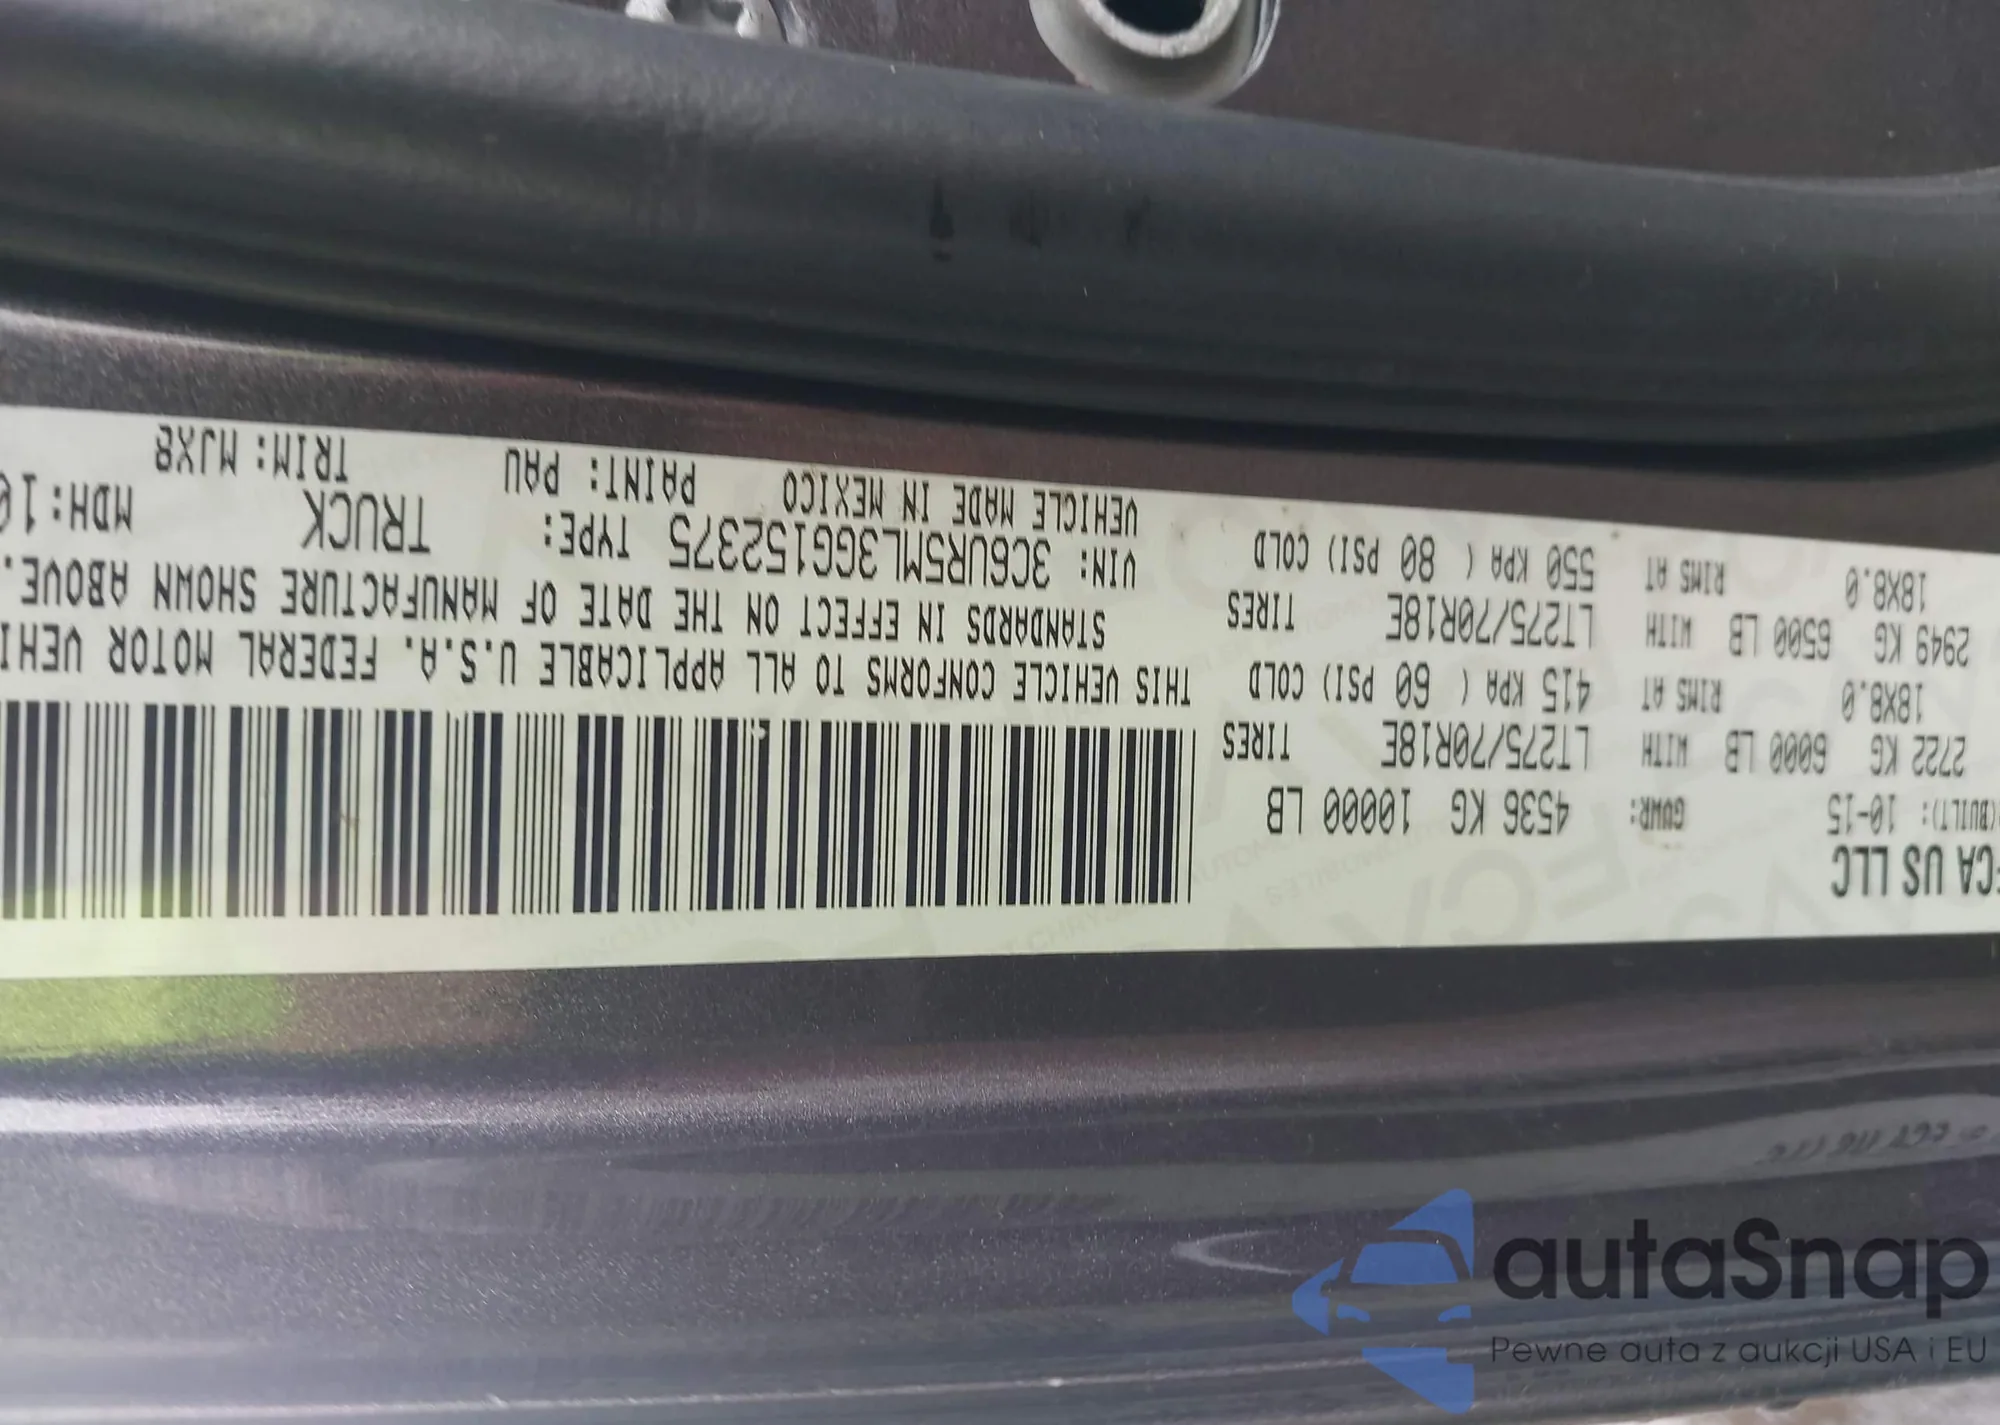 FCA US LLC
(BUILT): 10-15 GVWR: 4536 KG 10000 LB
2722 KG 6000 LB WITH LT275/70R18E TIRES
18X8.0 RIMS AT 415 KPA ( 60 PSI) COLD
2949 KG 6500 LB WITH LT275/70R18E TIRES
18X8.0 RIMS AT 550 KPA ( 80 PSI) COLD
THIS VEHICLE CONFORMS TO ALL APPLICABLE U.S.A. FEDERAL MOTOR VEHI
STANDARDS IN EFFECT ON THE DATE OF MANUFACTURE SHOWN ABOVE.
VIN: 3C6UR5ML3GG152375 TYPE: TRUCK MDH:10
VEHICLE MADE IN MEXICO PAINT: PAU TRIM: MJX8
autaSnap
Pewne auta z aukcji USA i EU